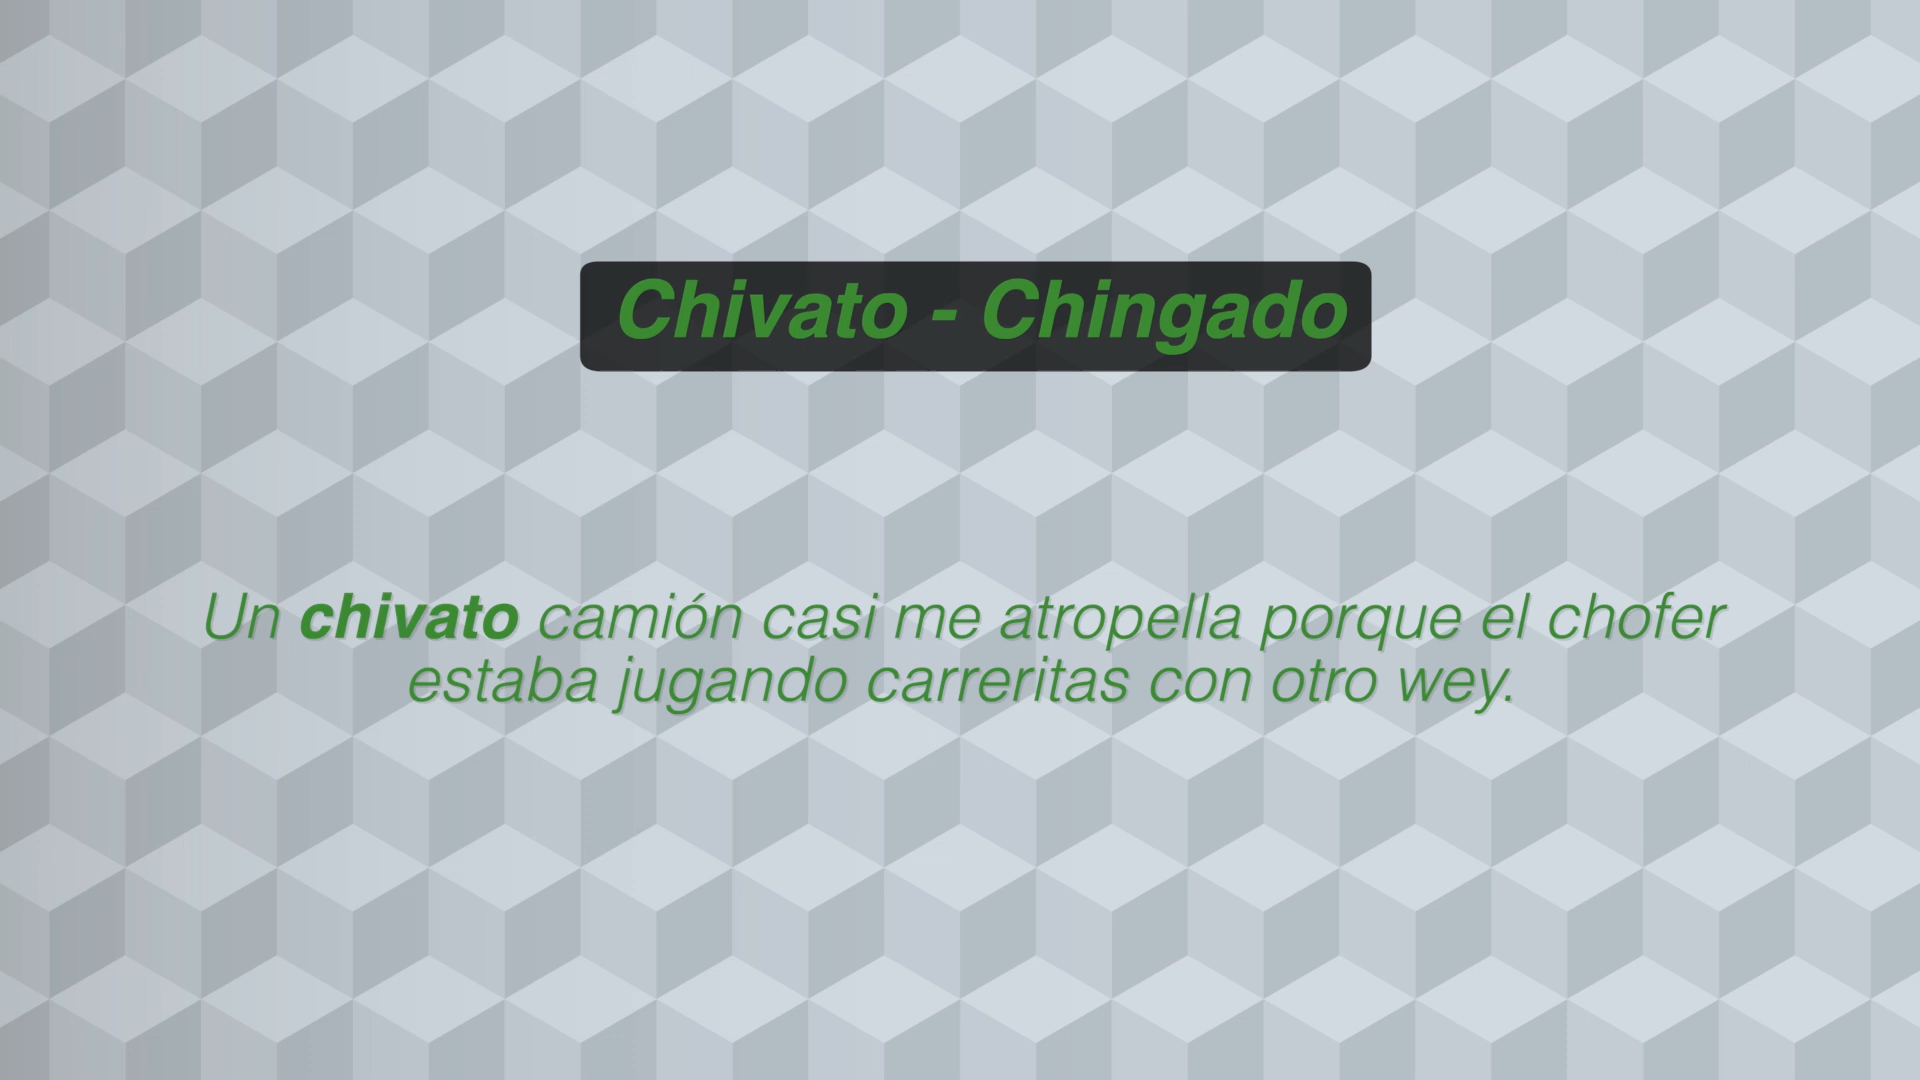 Chivato - Chingado
Un chivato camión casi me atropella porque el chofer
estaba jugando carreritas con otro wey.